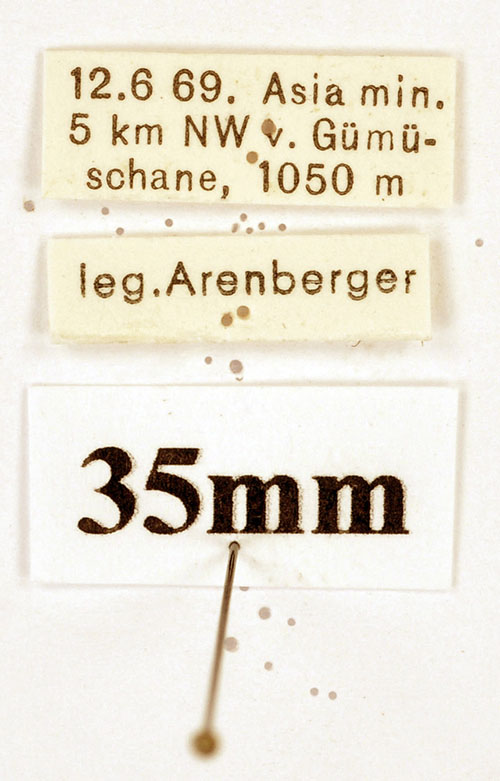 12.6 69. Asia min.
5 km NW v. Gümü-
schane, 1050 m
leg. Arenberger
35mm